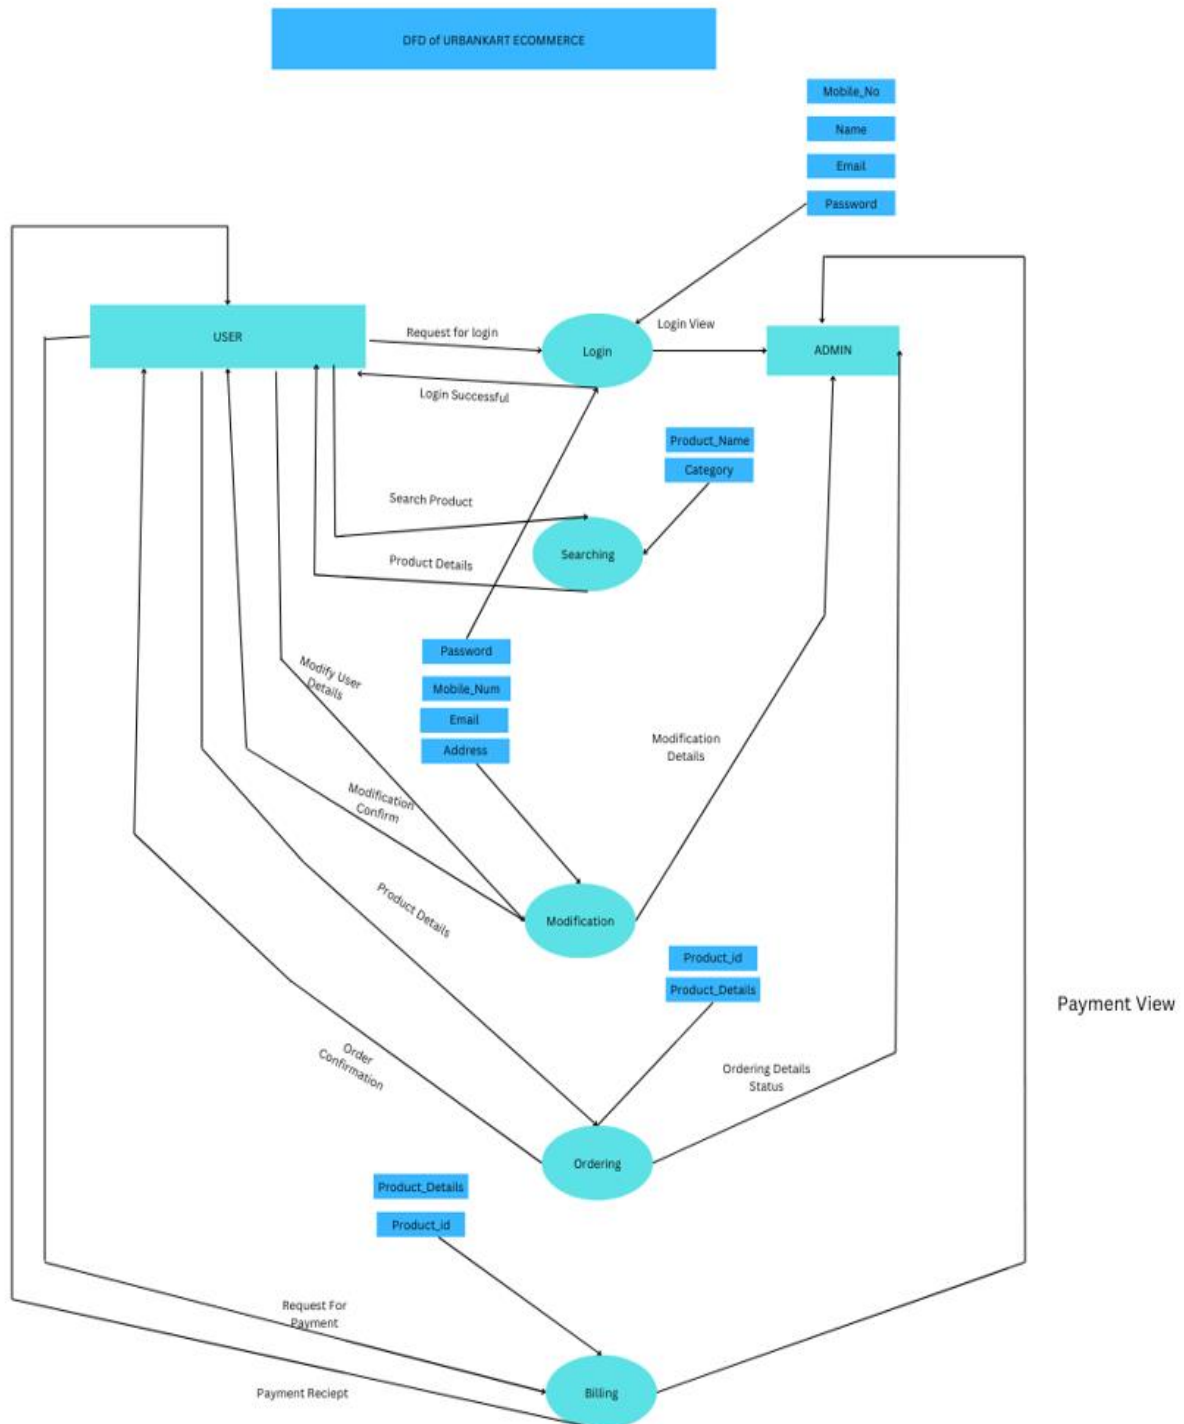 DFD of URBANKART ECOMMERCE
Mobile_No
Name
Email
Password
USER
Request for login
Login
Login View
ADMIN
Login Successful
Product_Name
Category
Search Product
Searching
Product Details
Password
Mobile_Num
Email
Address
Modify User
Details
Modification
Details
Modification
Confirm
Product Details
Modification
Product_id
Product_Details
Payment View
Order
Confirmation
Ordering Details
Status
Ordering
Product_Details
Product_id
Request For
Payment
Payment Reciept
Billing